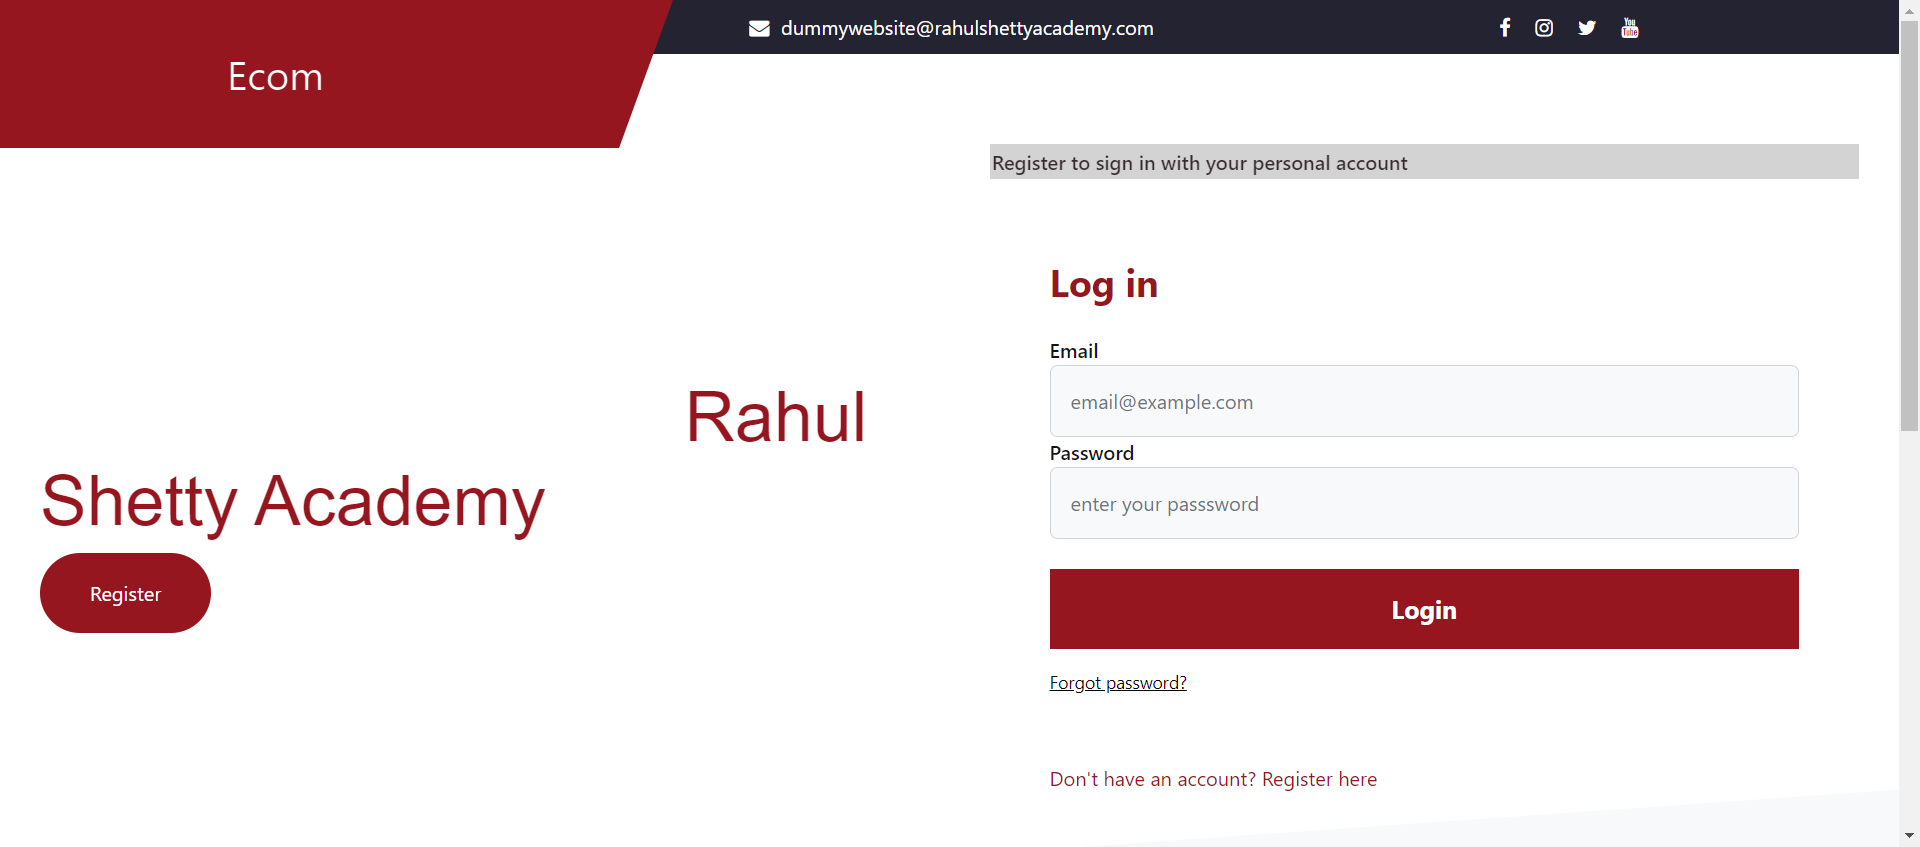 dummywebsite@rahulshettyacademy.com
Ecom
Register to sign in with your personal account
Log in
Email
email@example.com
Password
enter your passsword
Rahul
Shetty Academy
Register
Login
Forgot password?
Don't have an account? Register here